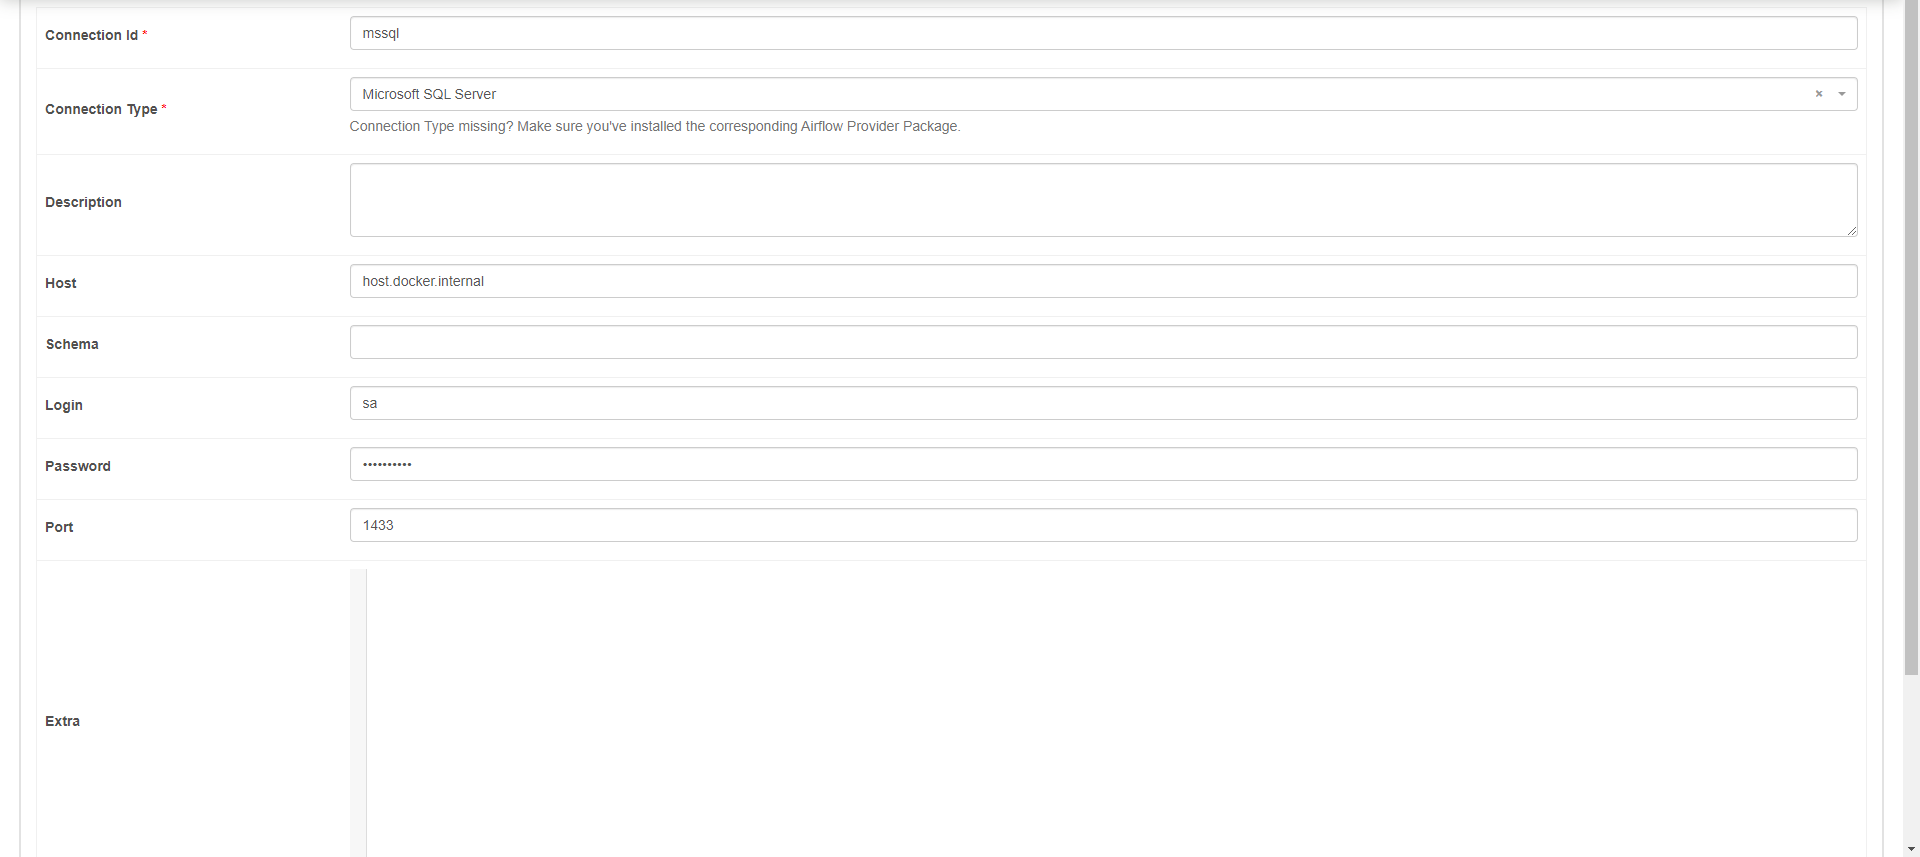 Connection Id *
mssql
Connection Type *
Microsoft SQL Server
Connection Type missing? Make sure you've installed the corresponding Airflow Provider Package.
Description
Host
host.docker.internal
Schema
Login
sa
Password
••••••••••
Port
1433
Extra